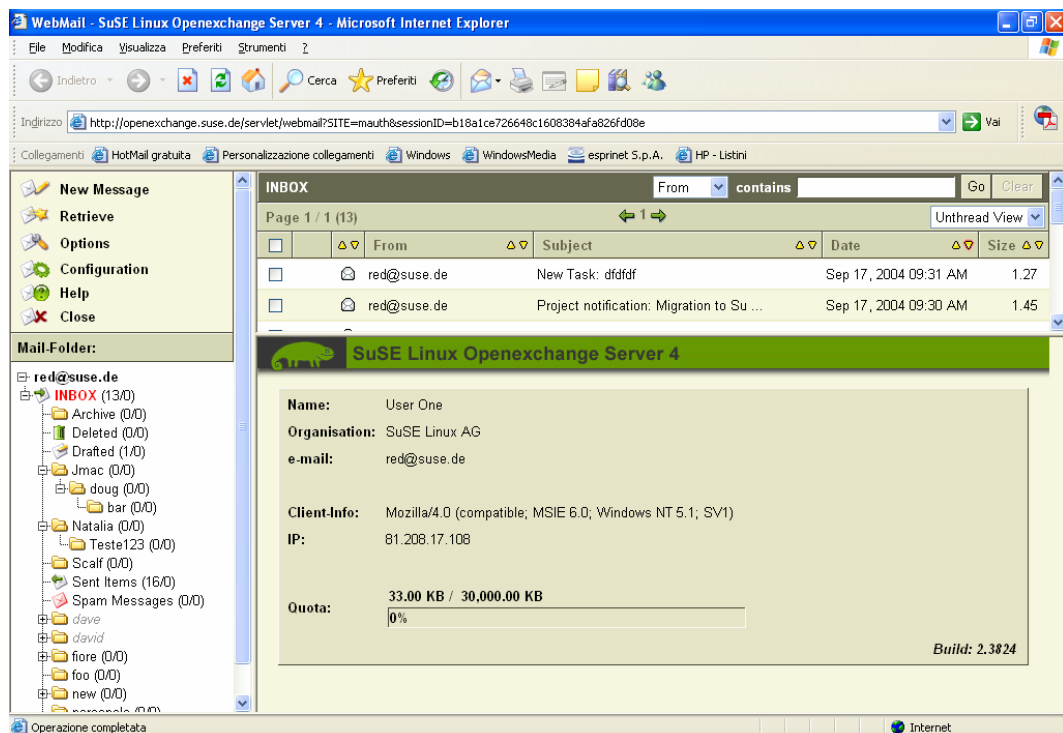 WebMail - SuSE Linux Openexchange Server 4 - Microsoft Internet Explorer
File Modifica Visualizza Preferiti Strumenti ?
Indietro Cerca Preferiti
Indirizzo http://openexchange.suse.de/servlet/webmail?SITE=mauth&sessionID=b18a1ce726648c1608384afa826fd08e Vai
Collegamenti HotMail gratuita Personalizzazione collegamenti Windows WindowsMedia esprinet S.p.A. HP - Listini
New Message
Retrieve
Options
Configuration
Help
Close
Mail-Folder:
red@suse.de
INBOX (13/0)
Archive (0/0)
Deleted (0/0)
Drafted (1/0)
Jmac (0/0)
doug (0/0)
bar (0/0)
Natalia (0/0)
Teste123 (0/0)
Scalf (0/0)
Sent Items (16/0)
Spam Messages (0/0)
dave
david
fiore (0/0)
foo (0/0)
new (0/0)
INBOX From contains Go Clear
Page 1 / 1 (13) 1 Unthread View
From Subject Date Size
red@suse.de New Task: dfdfdf Sep 17, 2004 09:31 AM 1.27
red@suse.de Project notification: Migration to Su ... Sep 17, 2004 09:30 AM 1.45
SuSE Linux Openexchange Server 4
Name: User One
Organisation: SuSE Linux AG
e-mail: red@suse.de
Client-Info: Mozilla/4.0 (compatible; MSIE 6.0; Windows NT 5.1; SV1)
IP: 81.208.17.108
33.00 KB / 30,000.00 KB
Quota: 0%
Build: 2.3824
Operazione completata Internet